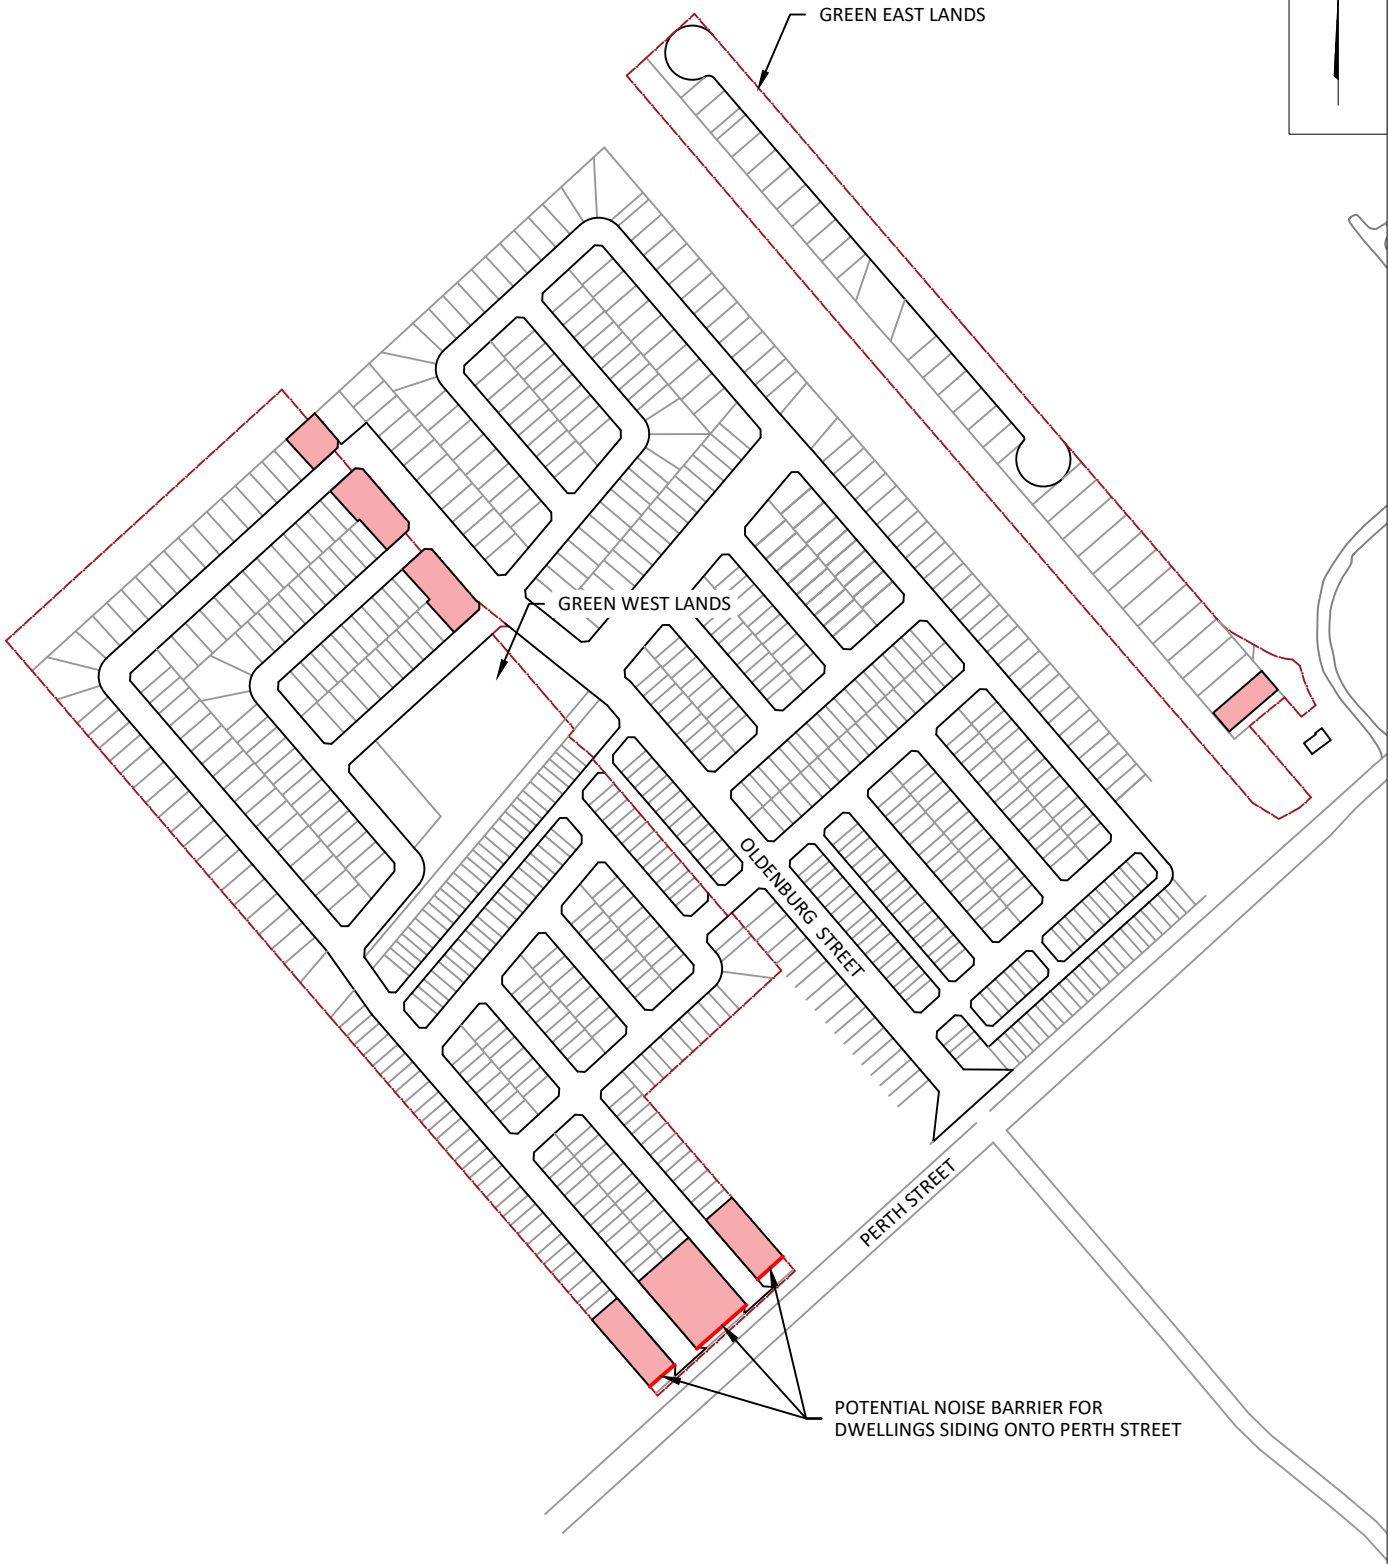 GREEN EAST LANDS
GREEN WEST LANDS
OLDENBURG STREET
PERTH STREET
POTENTIAL NOISE BARRIER FOR
DWELLINGS SIDING ONTO PERTH STREET